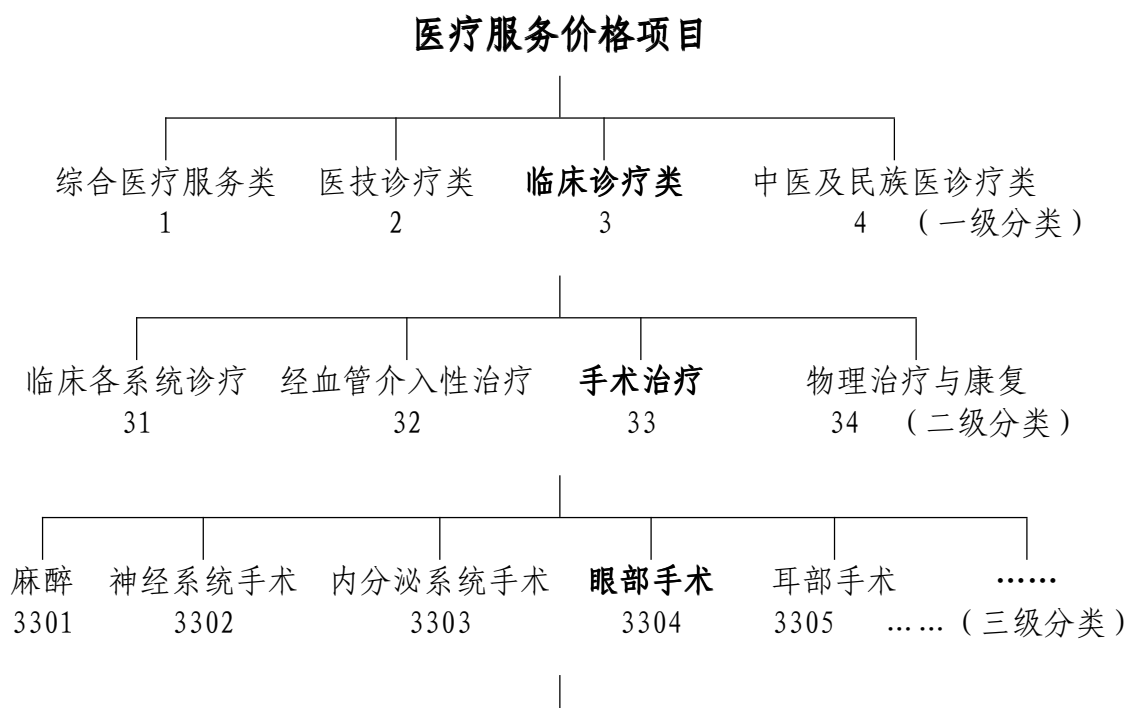 医疗服务价格项目
综合医疗服务类 医技诊疗类 临床诊疗类 中医及民族医诊疗类
1 2 3 4 （一级分类）
临床各系统诊疗 经血管介入性治疗 手术治疗 物理治疗与康复
31 32 33 34 （二级分类）
麻醉 神经系统手术 内分泌系统手术 眼部手术 耳部手术 ……
3301 3302 3303 3304 3305 …… （三级分类）